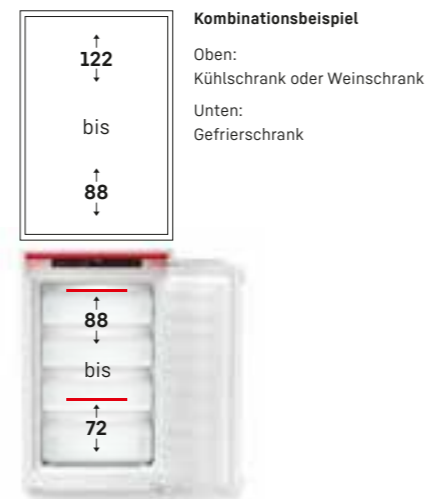 Kombinationsbeispiel
Oben:
Kühlschrank oder Weinschrank
Unten:
Gefrierschrank
122
bis
88
88
bis
72